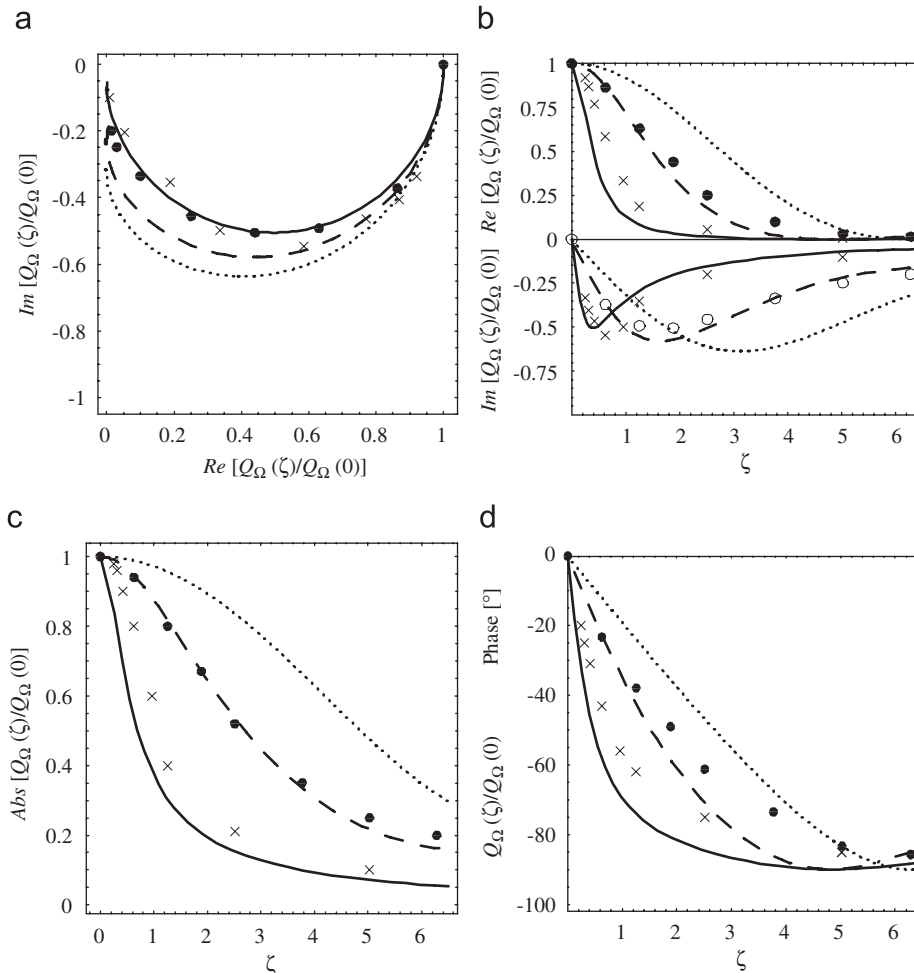 a
0
-0.2
-0.4
-0.6
-0.8
-1
Im [QΩ (ζ)/QΩ (0)]
0 0.2 0.4 0.6 0.8 1
Re [QΩ (ζ)/QΩ (0)]
b
1
0.75
0.5
0.25
0
-0.25
-0.5
-0.75
Re [QΩ (ζ)/QΩ (0)]
Im [QΩ (ζ)/QΩ (0)]
1 2 3 4 5 6
ζ
c
1
0.8
0.6
0.4
0.2
0
Abs [QΩ (ζ)/QΩ (0)]
0 1 2 3 4 5 6
ζ
d
0
-20
-40
-60
-80
-100
Phase [°]
QΩ (ζ)/QΩ (0)
1 2 3 4 5 6
ζ